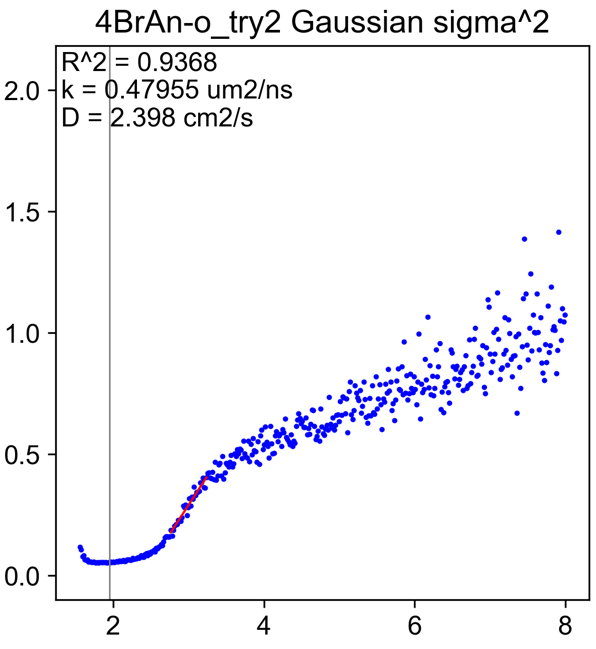 4BrAn-o_try2 Gaussian sigma^2
R^2 = 0.9368
k = 0.47955 um2/ns
D = 2.398 cm2/s
2.0
1.5
1.0
0.5
0.0
2 4 6 8